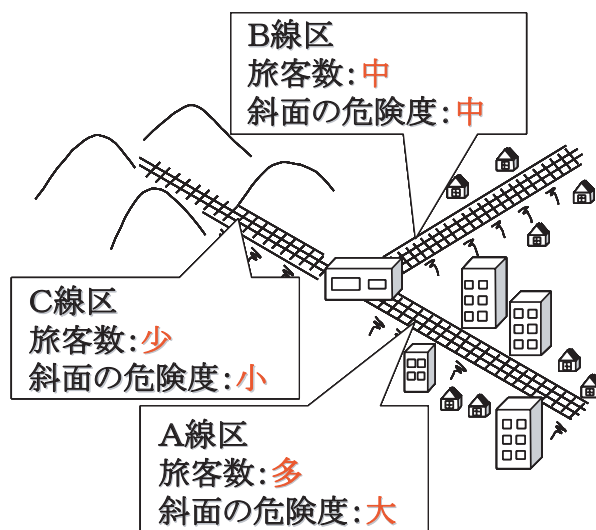 B線区
旅客数:中
斜面の危険度:中
C線区
旅客数:少
斜面の危険度:小
A線区
旅客数:多
斜面の危険度:大